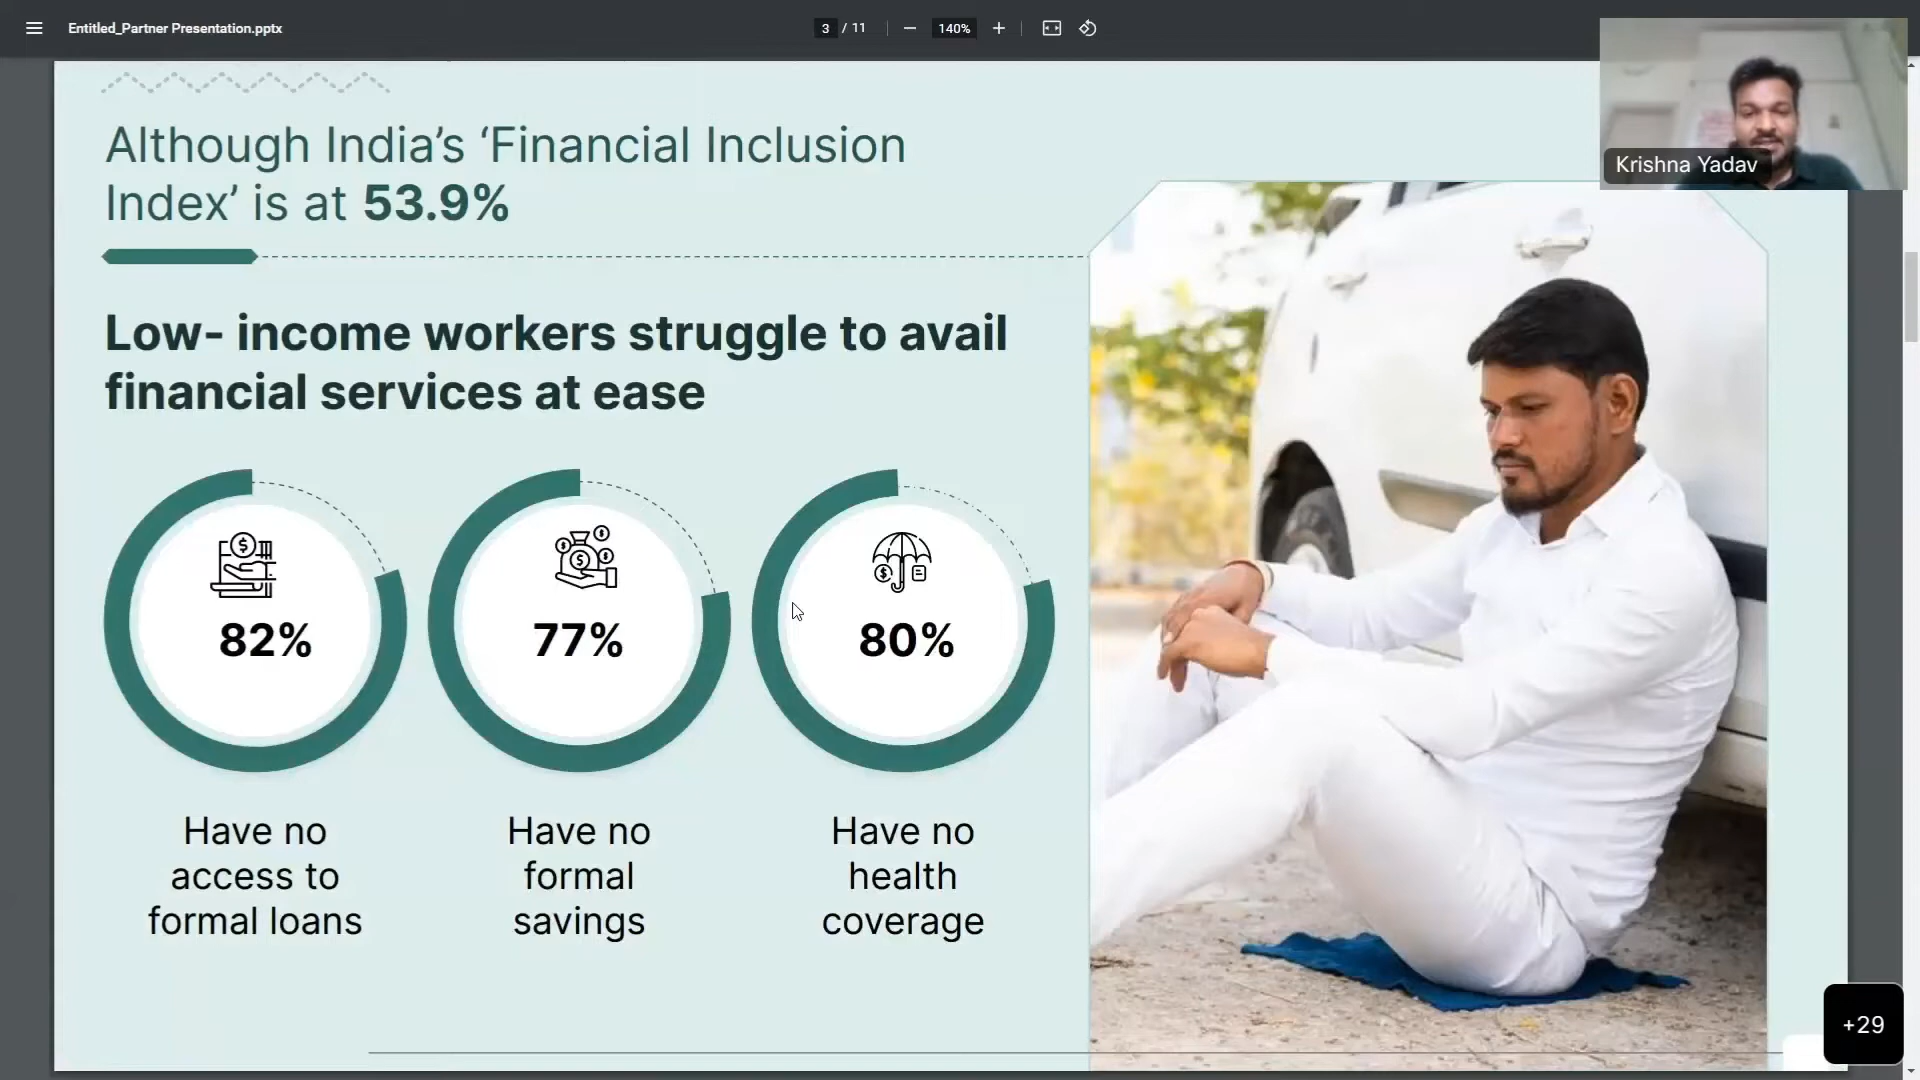 Entitled_Partner Presentation.pptx
3 / 11
140%
Krishna Yadav
Although India’s ‘Financial Inclusion
Index’ is at 53.9%
Low- income workers struggle to avail
financial services at ease
82%
77%
80%
Have no
access to
formal loans
Have no
formal
savings
Have no
health
coverage
+29